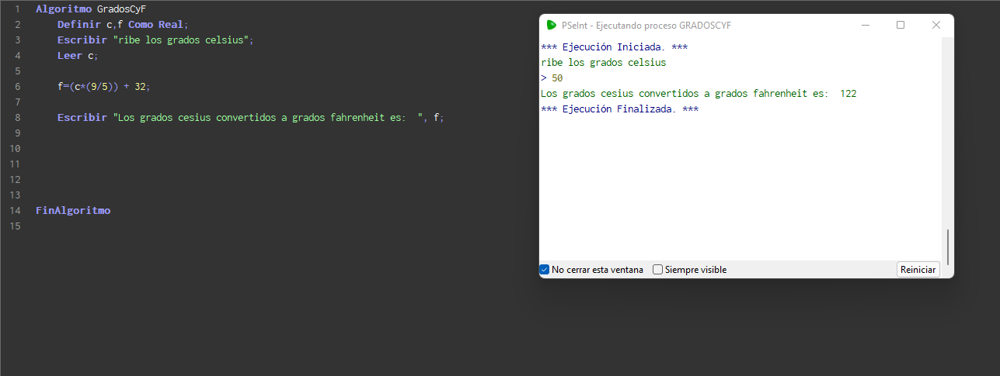 1 Algoritmo GradosCyF
2 Definir c,f Como Real;
3 Escribir "ribe los grados celsius";
4 Leer c;
5
6 f=(c*(9/5)) + 32;
7
8 Escribir "Los grados cesius convertidos a grados fahrenheit es:  ", f;
9
10
11
12
13
14 FinAlgoritmo
15
PSeInt - Ejecutando proceso GRADOSCYF
*** Ejecución Iniciada. ***
ribe los grados celsius
> 50
Los grados cesius convertidos a grados fahrenheit es:  122
*** Ejecución Finalizada. ***
No cerrar esta ventana Siempre visible Reiniciar